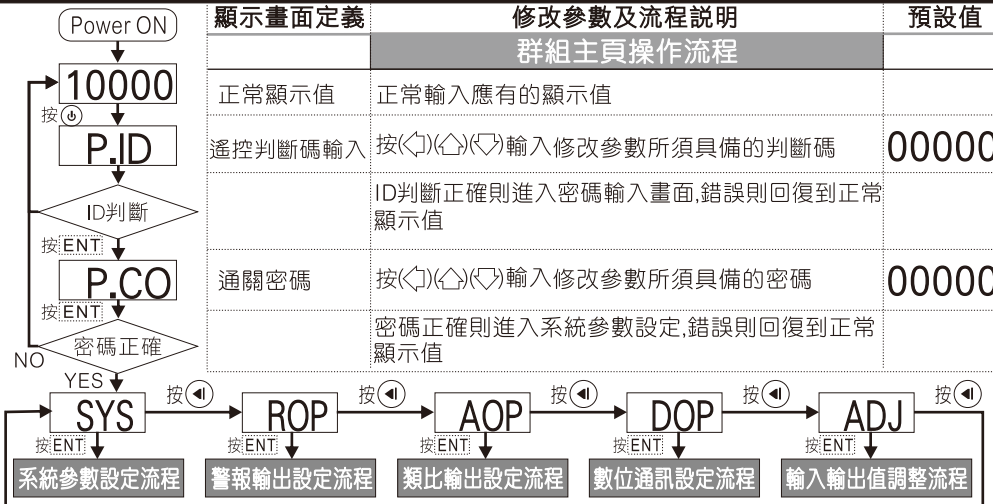 Power ON
顯示畫面定義 修改參數及流程説明 預設值
群組主頁操作流程
10000 正常顯示值 正常輸入應有的顯示值
按
P.ID 遙控判斷碼輸入 按()()()輸入修改參數所須具備的判斷碼 00000
ID判斷 ID判斷正確則進入密碼輸入畫面,錯誤則回復到正常
顯示值
按ENT
P.CO 通關密碼 按()()()輸入修改參數所須具備的密碼 00000
按ENT
密碼正確 密碼正確則進入系統參數設定,錯誤則回復到正常
顯示值
NO
YES
SYS 按 ROP 按 AOP 按 DOP 按 ADJ 按
按ENT 按ENT 按ENT 按ENT 按ENT
系統參數設定流程 警報輸出設定流程 類比輸出設定流程 數位通訊設定流程 輸入輸出值調整流程